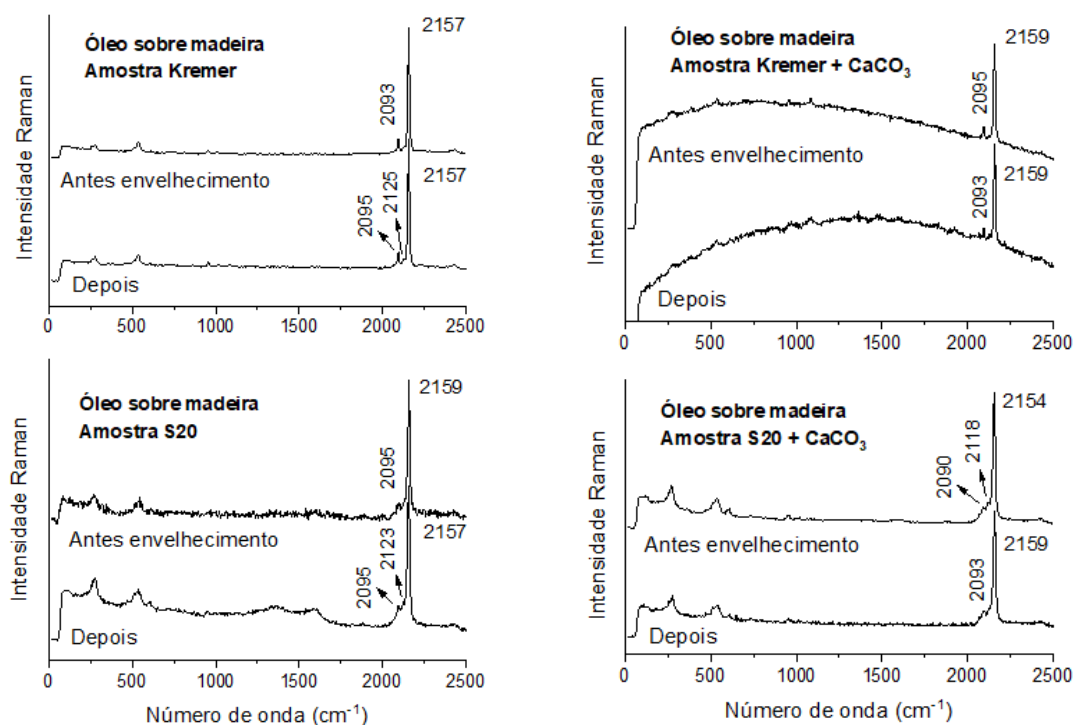 Óleo sobre madeira
Amostra Kremer
2157
2093
Antes envelhecimento
2125
2157
2095
Depois
Intensidade Raman
0 500 1000 1500 2000 2500
Óleo sobre madeira
Amostra Kremer + CaCO₃
2159
2095
Antes envelhecimento
2159
2093
Depois
Intensidade Raman
0 500 1000 1500 2000 2500
Óleo sobre madeira
Amostra S20
2159
2095
Antes envelhecimento
2157
2123
2095
Depois
Intensidade Raman
0 500 1000 1500 2000 2500
Número de onda (cm⁻¹)
Óleo sobre madeira
Amostra S20 + CaCO₃
2154
2118
2090
Antes envelhecimento
2159
2093
Depois
Intensidade Raman
0 500 1000 1500 2000 2500
Número de onda (cm⁻¹)